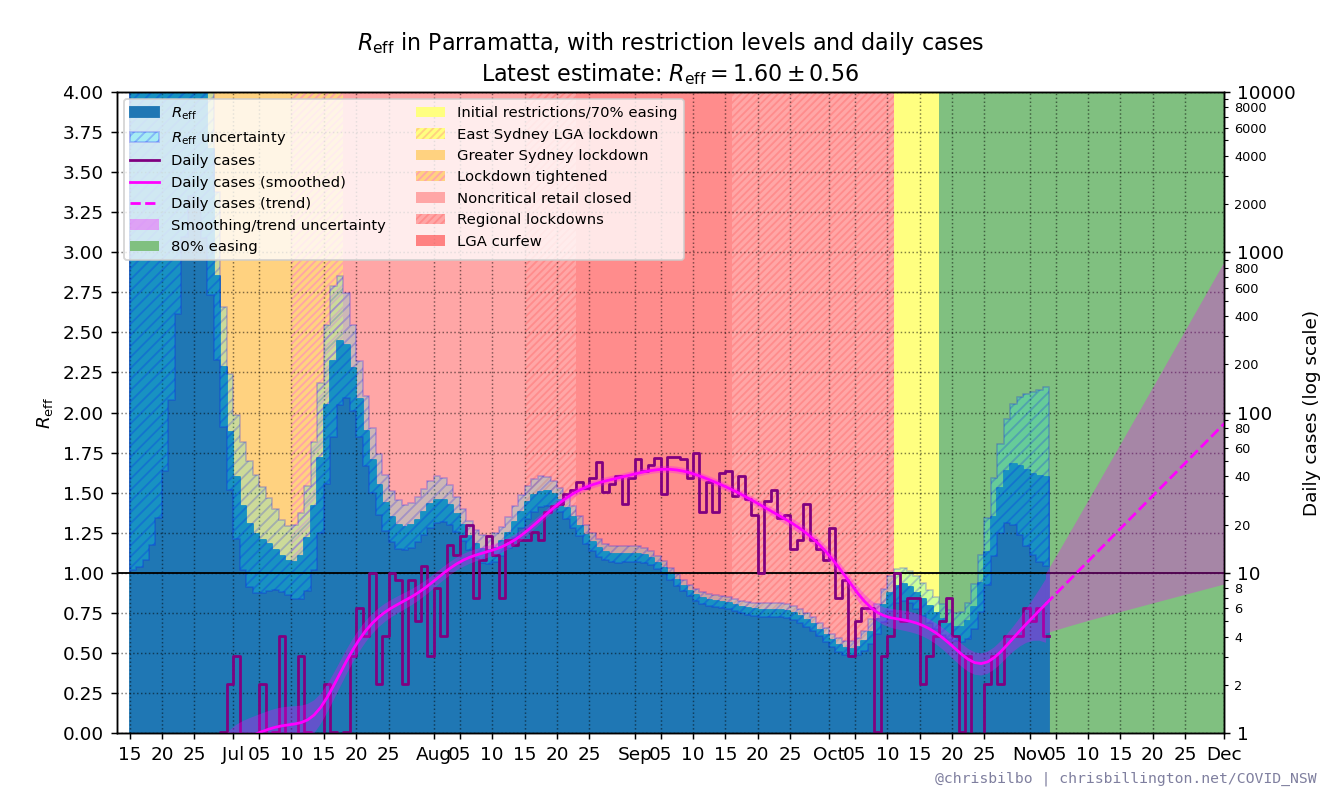 R_eff in Parramatta, with restriction levels and daily cases
Latest estimate: R_eff = 1.60 ± 0.56
4.00
3.75
3.50
3.25
3.00
2.75
2.50
2.25
2.00
1.75
1.50
1.25
1.00
0.75
0.50
0.25
0.00
R_eff
R_eff
R_eff uncertainty
Daily cases
Daily cases (smoothed)
Daily cases (trend)
Smoothing/trend uncertainty
80% easing
Initial restrictions/70% easing
East Sydney LGA lockdown
Greater Sydney lockdown
Lockdown tightened
Noncritical retail closed
Regional lockdowns
LGA curfew
10000
8000
6000
4000
2000
1000
800
600
400
200
100
80
60
40
20
10
8
6
4
2
1
Daily cases (log scale)
15 20 25 Jul 05 10 15 20 25 Aug 05 10 15 20 25 Sep 05 10 15 20 25 Oct 05 10 15 20 25 Nov 05 10 15 20 25 Dec
@chrisbilbo | chrisbillington.net/COVID_NSW